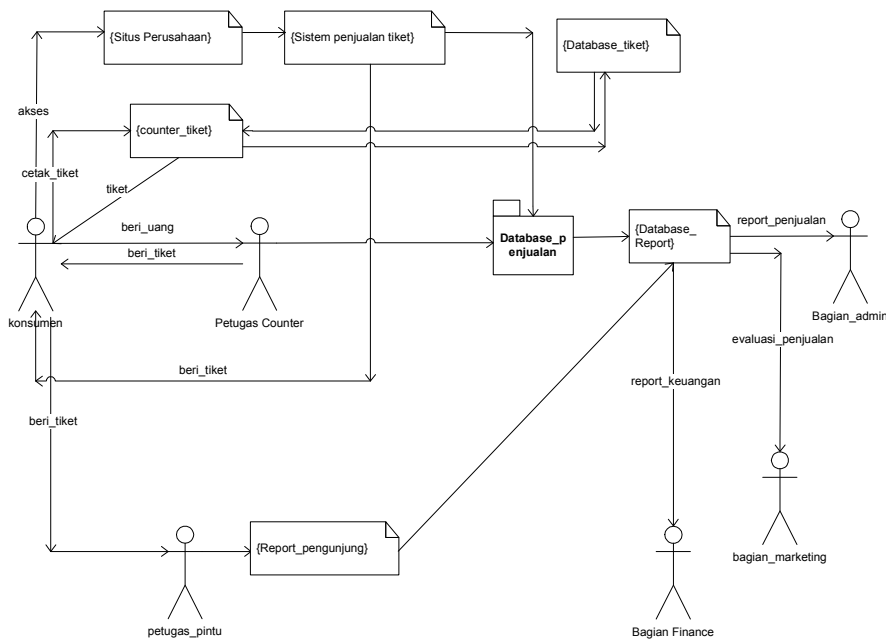 {Situs Perusahaan}
{Sistem penjualan tiket}
{Database_tiket}
akses
{counter_tiket}
cetak_tiket
tiket
beri_uang
beri_tiket
konsumen
Petugas Counter
Database_p
enjualan
{Database_
Report}
report_penjualan
Bagian_admin
evaluasi_penjualan
beri_tiket
report_keuangan
beri_tiket
{Report_pengunjung}
bagian_marketing
petugas_pintu
Bagian Finance